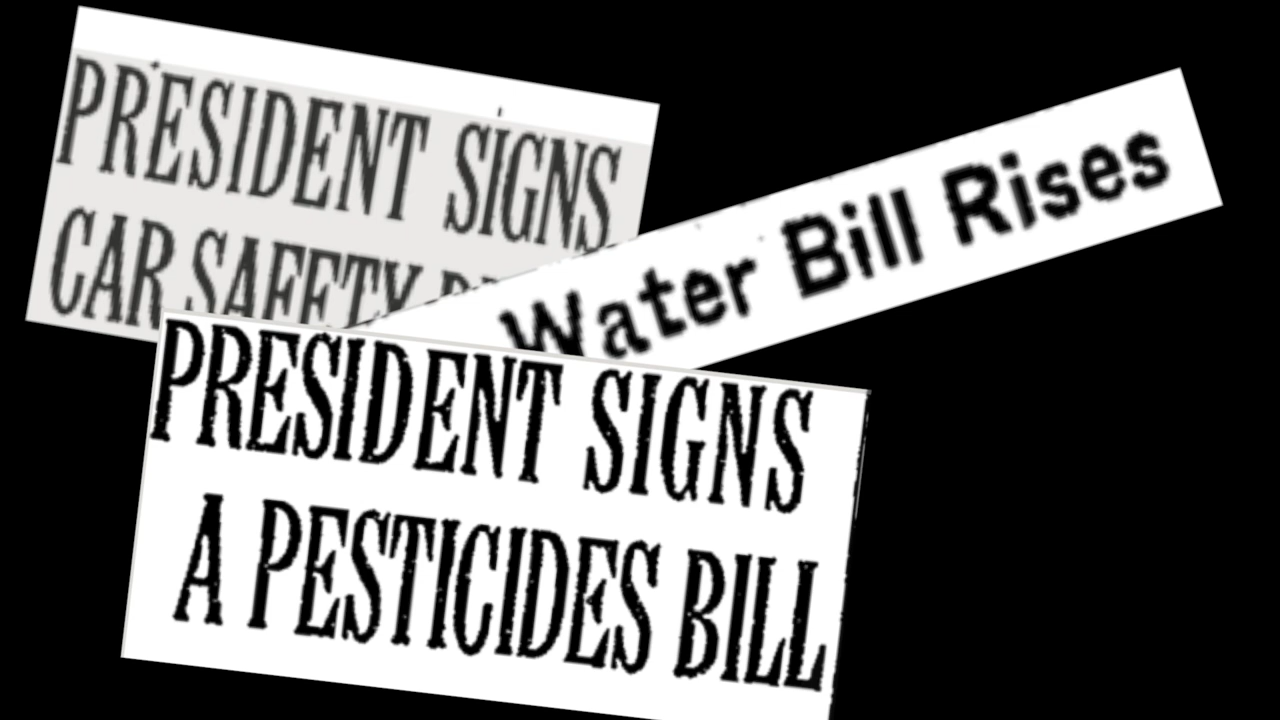 PRESIDENT SIGNS
CAR SAFETY
Water Bill Rises
PRESIDENT SIGNS
A PESTICIDES BILL